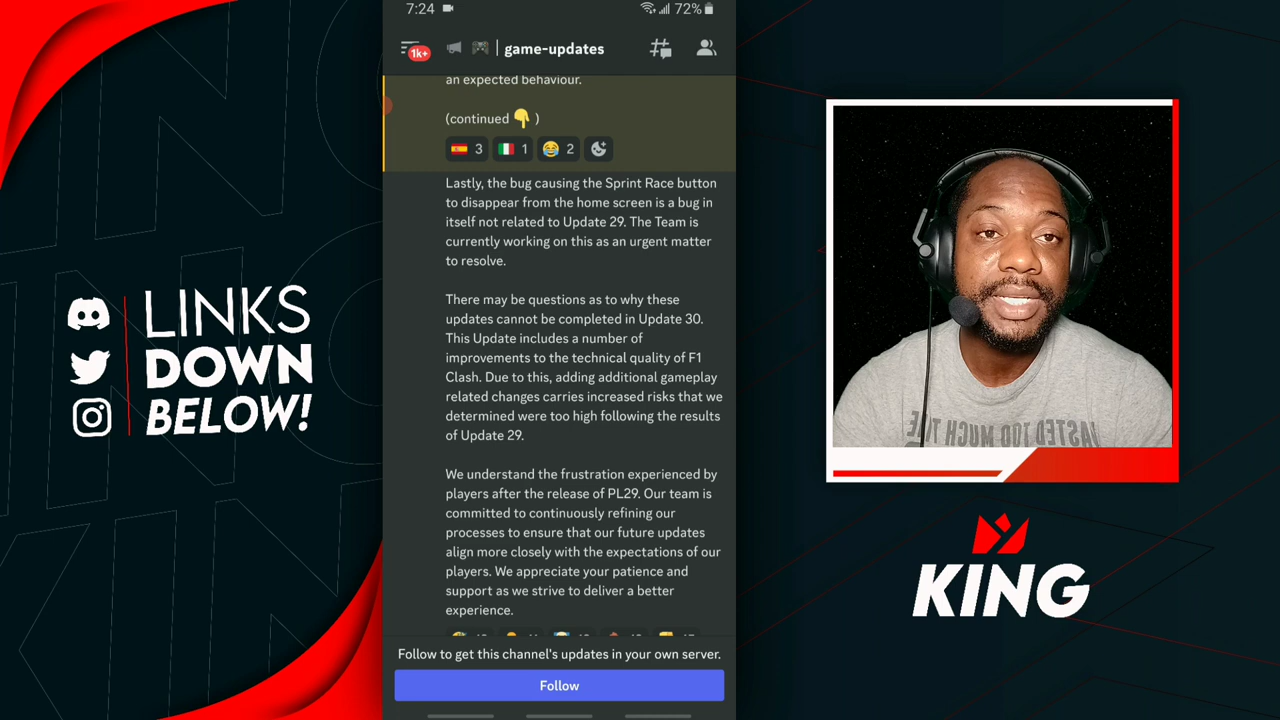 7:24
72%
1k+
game-updates
an expected behaviour.
(continued 👇 )
3
1
2
Lastly, the bug causing the Sprint Race button
to disappear from the home screen is a bug in
itself not related to Update 29. The Team is
currently working on this as an urgent matter
to resolve.
There may be questions as to why these
updates cannot be completed in Update 30.
This Update includes a number of
improvements to the technical quality of F1
Clash. Due to this, adding additional gameplay
related changes carries increased risks that we
determined were too high following the results
of Update 29.
We understand the frustration experienced by
players after the release of PL29. Our team is
committed to continuously refining our
processes to ensure that our future updates
align more closely with the expectations of our
players. We appreciate your patience and
support as we strive to deliver a better
experience.
Follow to get this channel's updates in your own server.
Follow
LINKS
DOWN
BELOW!
WASTED TOO MUCH TIME
KING